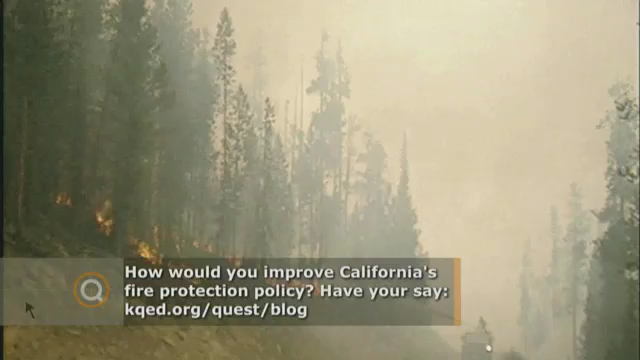 How would you improve California's
fire protection policy? Have your say:
kqed.org/quest/blog